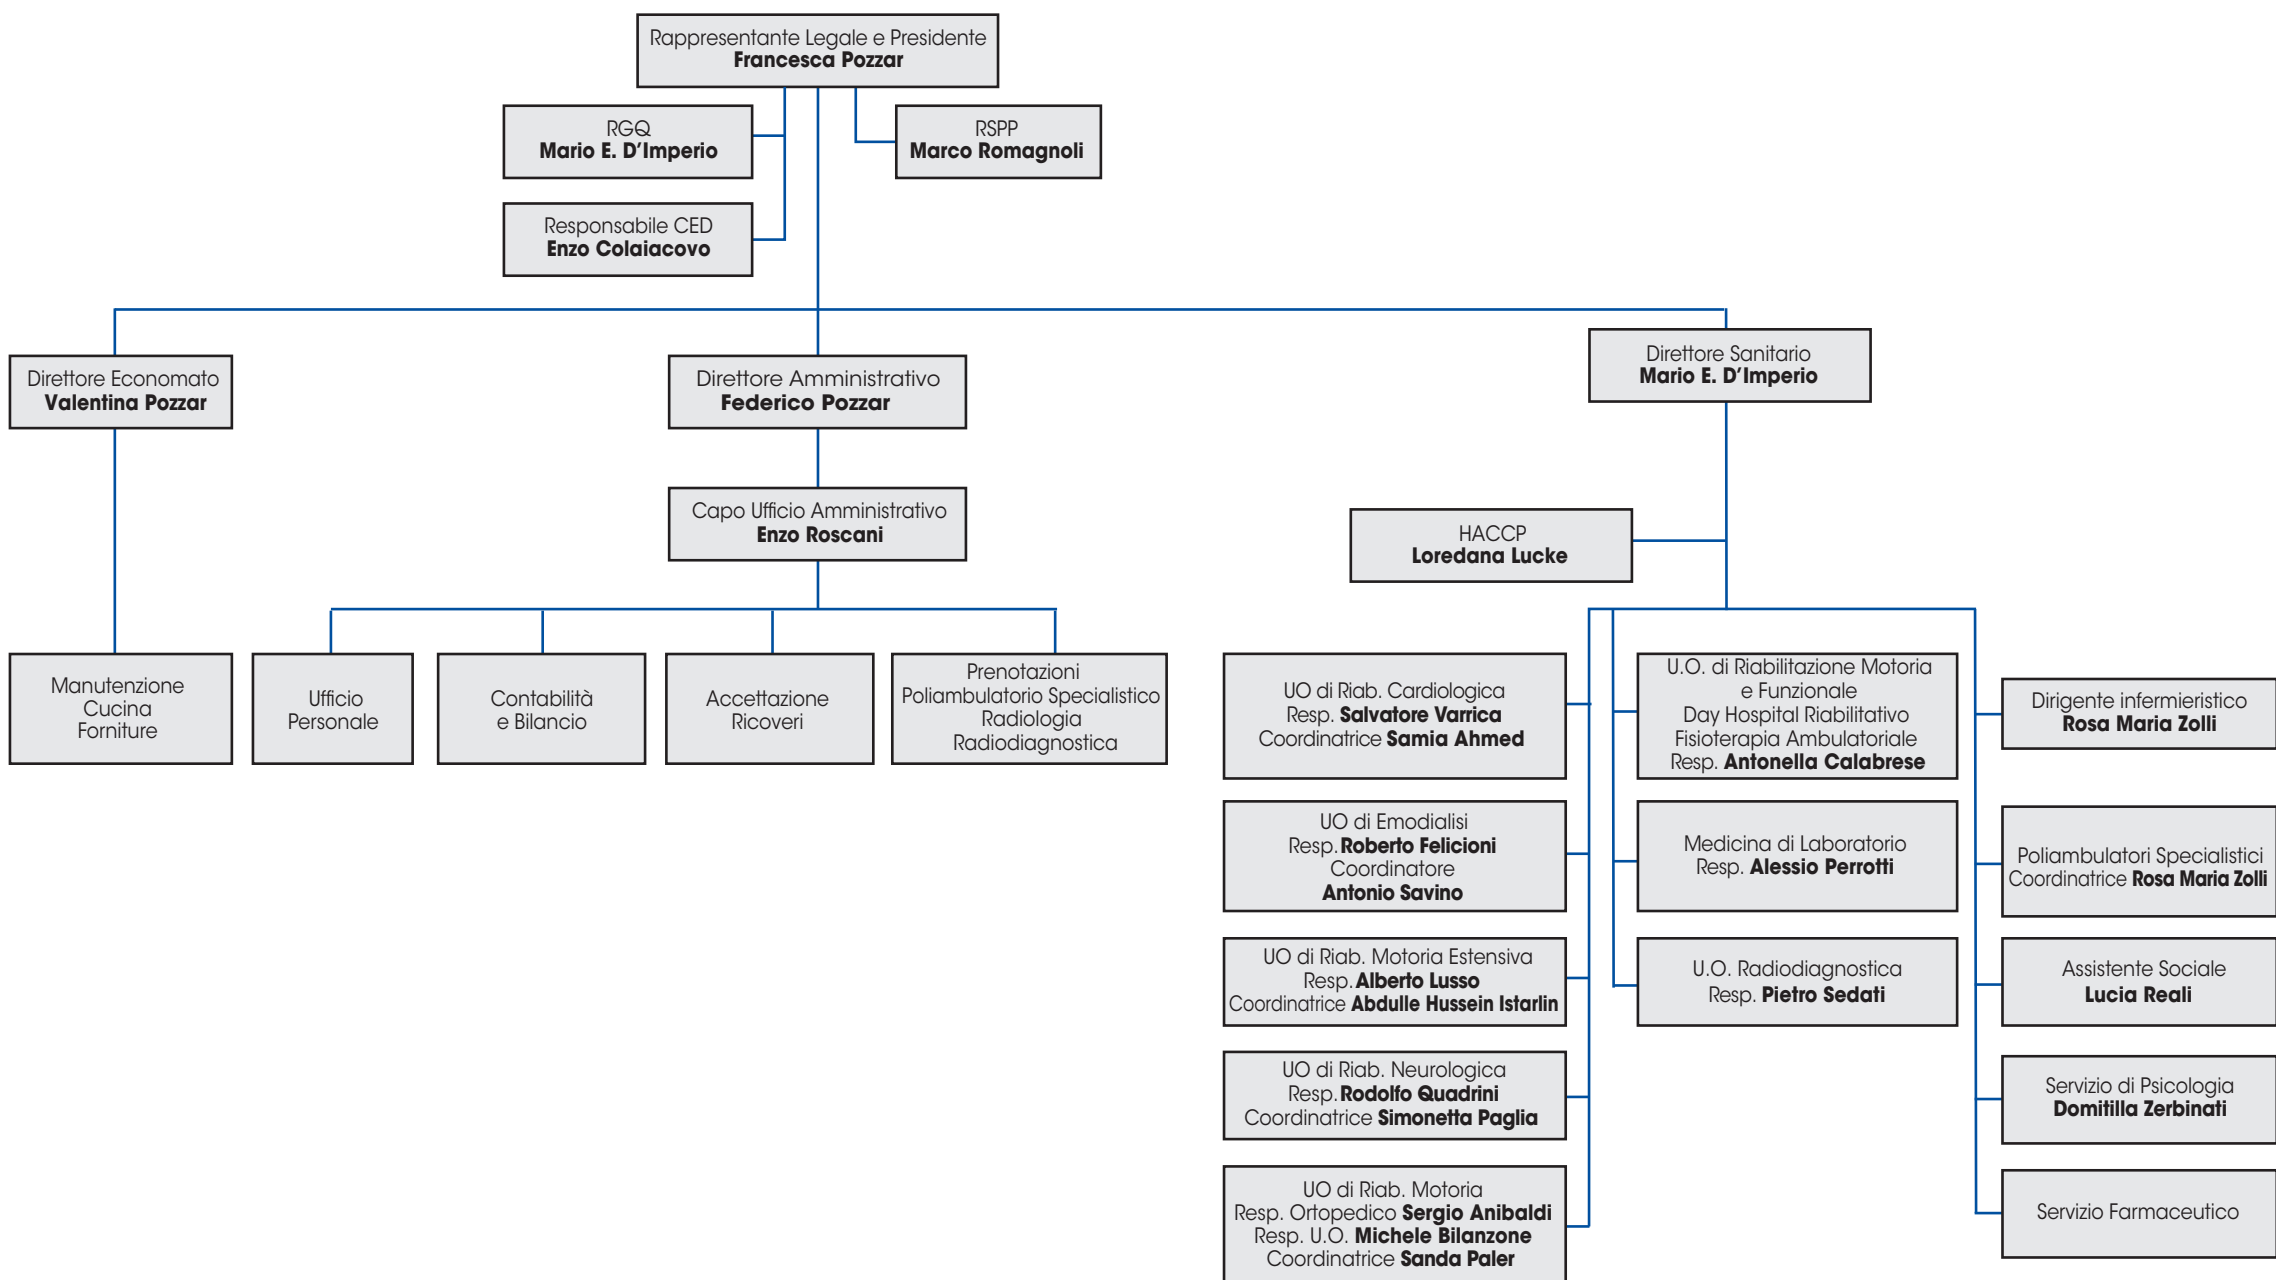 Rappresentante Legale e Presidente
Francesca Pozzar
RGQ
Mario E. D'Imperio
RSPP
Marco Romagnoli
Responsabile CED
Enzo Colaiacovo
Direttore Economato
Valentina Pozzar
Direttore Amministrativo
Federico Pozzar
Direttore Sanitario
Mario E. D'Imperio
Capo Ufficio Amministrativo
Enzo Roscani
HACCP
Loredana Lucke
Manutenzione
Cucina
Forniture
Ufficio
Personale
Contabilità
e Bilancio
Accettazione
Ricoveri
Prenotazioni
Poliambulatorio Specialistico
Radiologia
Radiodiagnostica
UO di Riab. Cardiologica
Resp. Salvatore Varrica
Coordinatrice Samia Ahmed
UO di Emodialisi
Resp. Roberto Felicioni
Coordinatore
Antonio Savino
UO di Riab. Motoria Estensiva
Resp. Alberto Lusso
Coordinatrice Abdulle Hussein Istarlin
UO di Riab. Neurologica
Resp. Rodolfo Quadrini
Coordinatrice Simonetta Paglia
UO di Riab. Motoria
Resp. Ortopedico Sergio Anibaldi
Resp. U.O. Michele Bilanzone
Coordinatrice Sanda Paler
U.O. di Riabilitazione Motoria
e Funzionale
Day Hospital Riabilitativo
Fisioterapia Ambulatoriale
Resp. Antonella Calabrese
Medicina di Laboratorio
Resp. Alessio Perrotti
U.O. Radiodiagnostica
Resp. Pietro Sedati
Dirigente infermieristico
Rosa Maria Zolli
Poliambulatori Specialistici
Coordinatrice Rosa Maria Zolli
Assistente Sociale
Lucia Reali
Servizio di Psicologia
Domitilla Zerbinati
Servizio Farmaceutico